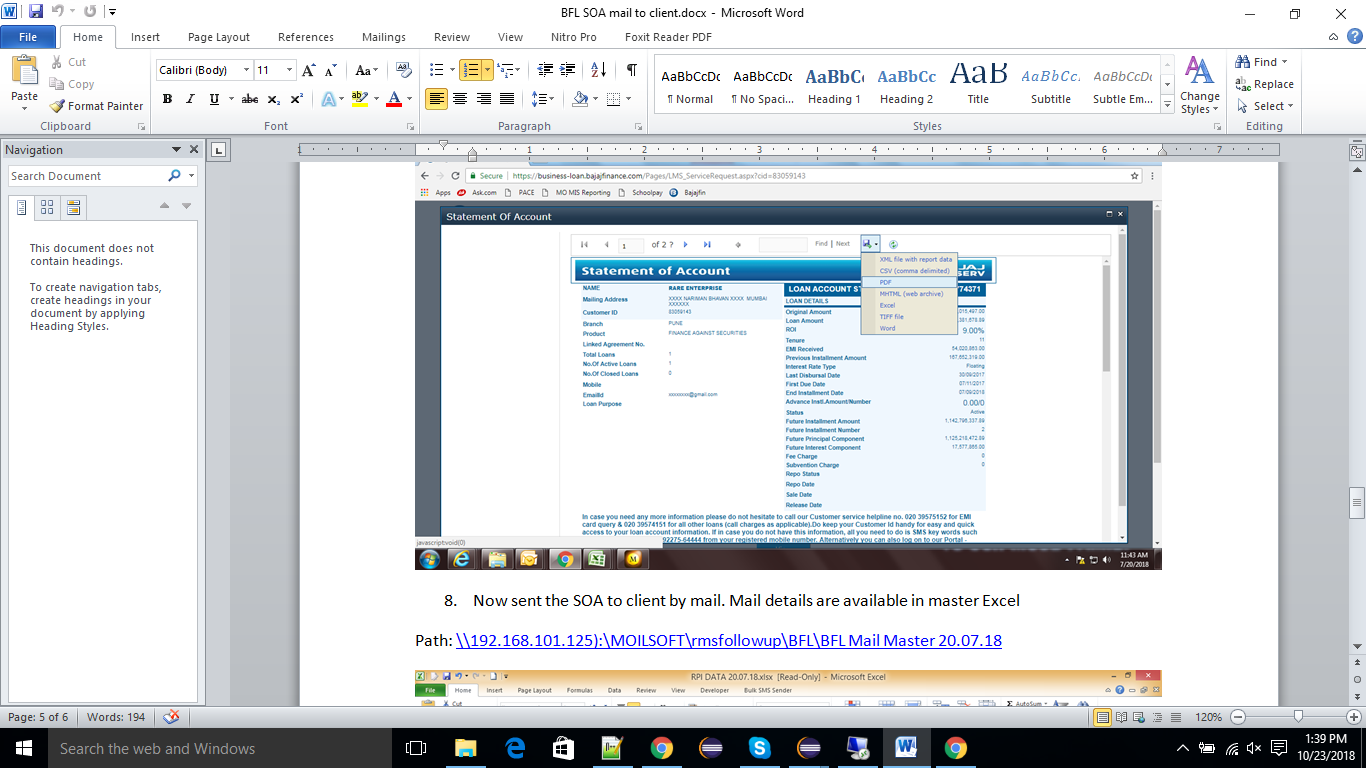 BFL SOA mail to client.docx - Microsoft Word
File Home Insert Page Layout References Mailings Review View Nitro Pro Foxit Reader PDF
Paste
Cut
Copy
Format Painter
Calibri (Body) 11
AaBbCcDc AaBbCcDc AaBbCc AaBbCc AaB AaBbCc. AaBbCcDc
¶ Normal ¶ No Spaci... Heading 1 Heading 2 Title Subtitle Subtle Em...
Change Styles
Find
Replace
Select
Clipboard Font Paragraph Styles Editing
Navigation
Search Document
This document does not
contain headings.
To create navigation tabs,
create headings in your
document by applying
Heading Styles.
1 1 2 3 4 5 6 7
Secure https://business-loan.bajajfinance.com/Pages/LMS_ServiceRequest.aspx?cid=83059143
Apps Ask.com PACE MO MIS Reporting Schoolpay Bajajfin
Statement Of Account
1 of 2 ? Find | Next
XML file with report data
CSV (comma delimited)
PDF
MHTML (web archive)
Excel
TIFF file
Word
Statement of Account
NAME RARE ENTERPRISE
Mailing Address XXXX NARIMAN BHAVAN XXXX MUMBAI
XXXXXX
Customer ID 83059143
Branch PUNE
Product FINANCE AGAINST SECURITIES
Linked Agreement No.
Total Loans 1
No.Of Active Loans 1
No.Of Closed Loans 0
Mobile
EmailId xxxxxxxx@gmail.com
Loan Purpose
LOAN ACCOUNT ST 74371
LOAN DETAILS
Original Amount
Loan Amount
ROI 9.00%
Tenure 11
EMI Received 54,020,863.00
Previous Installment Amount 167,552,319.00
Interest Rate Type Floating
Last Disbursal Date 30/09/2017
First Due Date 07/11/2017
End Installment Date 07/09/2018
Advance Instl.Amount/Number 0.00/0
Status Active
Future Installment Amount 1,142,796,337.89
Future Installment Number 2
Future Principal Component 1,125,218,472.89
Future Interest Component 17,577,865.00
Fee Charge 0
Subvention Charge 0
Repo Status
Repo Date
Sale Date
Release Date
In case you need any more information please do not hesitate to call our Customer service helpline no. 020 39575152 for EMI
card query & 020 39574151 for all other loans (call charges as applicable).Do keep your Customer Id handy for easy and quick
access to your loan account information. If in case you do not have this information, all you need to do is SMS key words such
92275-64444 from your registered mobile number. Alternatively you can also log on to our Portal -
javascript:void(0)
11:43 AM
7/20/2018
8. Now sent the SOA to client by mail. Mail details are available in master Excel
Path: \\192.168.101.125):\MOILSOFT\rmsfollowup\BFL\BFL Mail Master 20.07.18
RPI DATA 20.07.18.xlsx [Read-Only] - Microsoft Excel
File Home Insert Page Layout Formulas Data Review View Developer Bulk SMS Sender
Cut
AutoSum
Page: 5 of 6 Words: 194 120%
Search the web and Windows
1:39 PM
10/23/2018